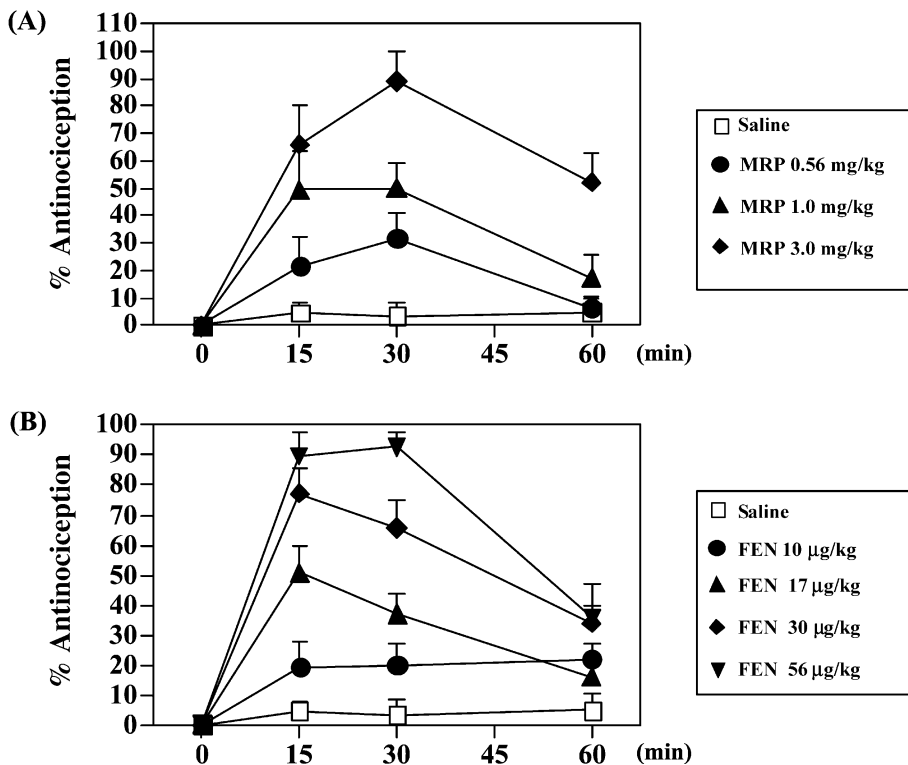 (A)
% Antinociception
110
100
90
80
70
60
50
40
30
20
10
0
0 15 30 45 60 (min)
Saline
MRP 0.56 mg/kg
MRP 1.0 mg/kg
MRP 3.0 mg/kg
(B)
% Antinociception
100
90
80
70
60
50
40
30
20
10
0
0 15 30 45 60 (min)
Saline
FEN 10 µg/kg
FEN 17 µg/kg
FEN 30 µg/kg
FEN 56 µg/kg